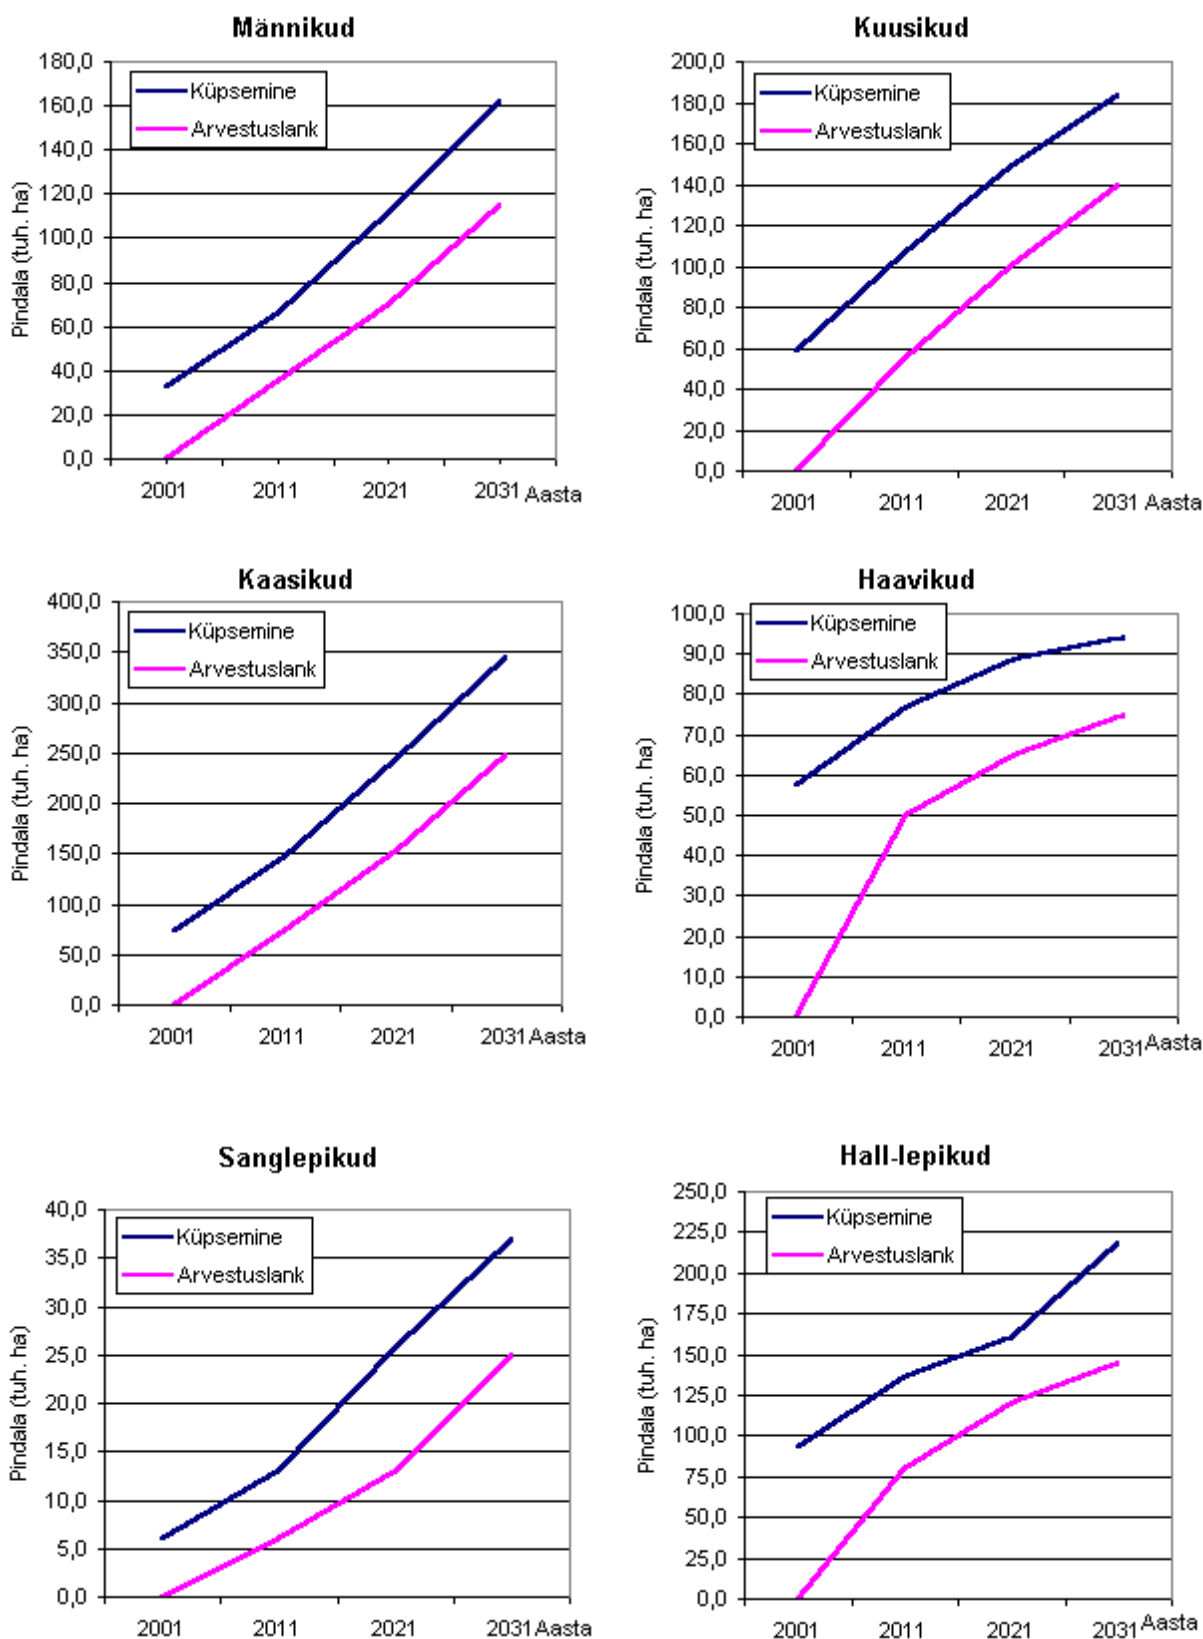 Männikud
180,0
160,0
140,0
120,0
100,0
80,0
60,0
40,0
20,0
0,0
Pindala (tuh. ha)
Küpsemine
Arvestuslank
2001 2011 2021 2031 Aasta
Kuusikud
200,0
180,0
160,0
140,0
120,0
100,0
80,0
60,0
40,0
20,0
0,0
Pindala (tuh. ha)
Küpsemine
Arvestuslank
2001 2011 2021 2031 Aasta
Kaasikud
400,0
350,0
300,0
250,0
200,0
150,0
100,0
50,0
0,0
Pindala (tuh. ha)
Küpsemine
Arvestuslank
2001 2011 2021 2031 Aasta
Haavikud
100,0
90,0
80,0
70,0
60,0
50,0
40,0
30,0
20,0
10,0
0,0
Pindala (tuh. ha)
Küpsemine
Arvestuslank
2001 2011 2021 2031 Aasta
Sanglepikud
40,0
35,0
30,0
25,0
20,0
15,0
10,0
5,0
0,0
Pindala (tuh. ha)
Küpsemine
Arvestuslank
2001 2011 2021 2031 Aasta
Hall-lepikud
250,0
225,0
200,0
175,0
150,0
125,0
100,0
75,0
50,0
25,0
0,0
Pindala (tuh. ha)
Küpsemine
Arvestuslank
2001 2011 2021 2031 Aasta